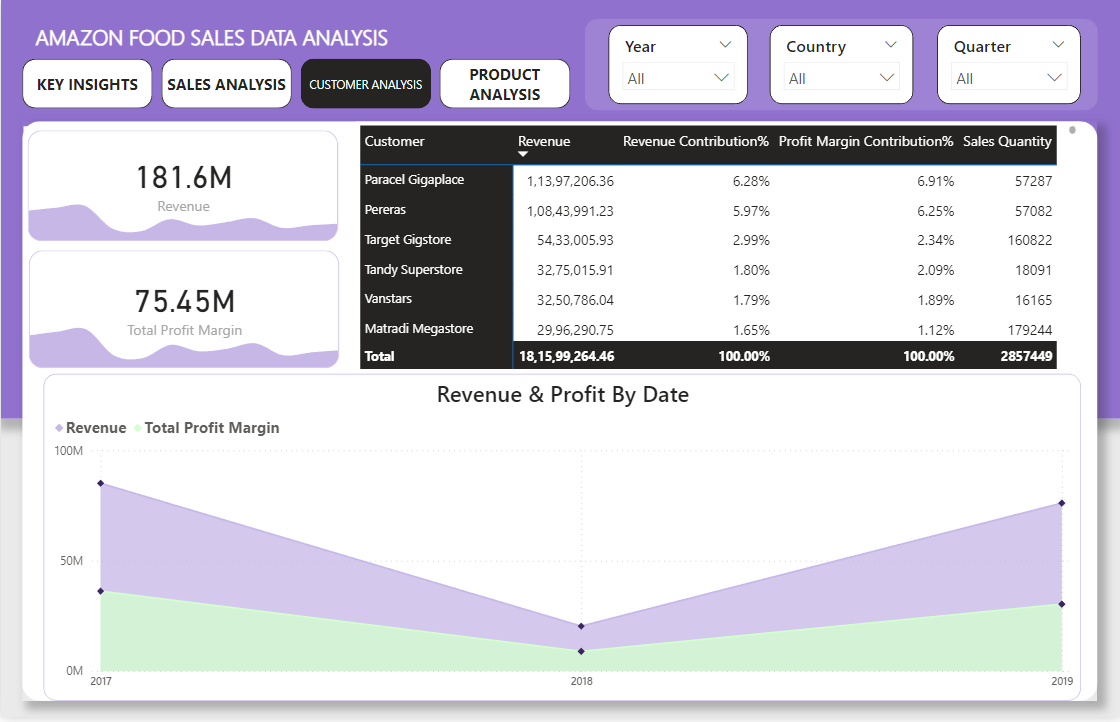 AMAZON FOOD SALES DATA ANALYSIS
KEY INSIGHTS
SALES ANALYSIS
CUSTOMER ANALYSIS
PRODUCT
ANALYSIS
Year
All
Country
All
Quarter
All
181.6M
Revenue
75.45M
Total Profit Margin
Customer Revenue Revenue Contribution% Profit Margin Contribution% Sales Quantity
Paracel Gigaplace 1,13,97,206.36 6.28% 6.91% 57287
Pereras 1,08,43,991.23 5.97% 6.25% 57082
Target Gigstore 54,33,005.93 2.99% 2.34% 160822
Tandy Superstore 32,75,015.91 1.80% 2.09% 18091
Vanstars 32,50,786.04 1.79% 1.89% 16165
Matradi Megastore 29,96,290.75 1.65% 1.12% 179244
Total 18,15,99,264.46 100.00% 100.00% 2857449
Revenue & Profit By Date
Revenue Total Profit Margin
100M
50M
0M
2017 2018 2019